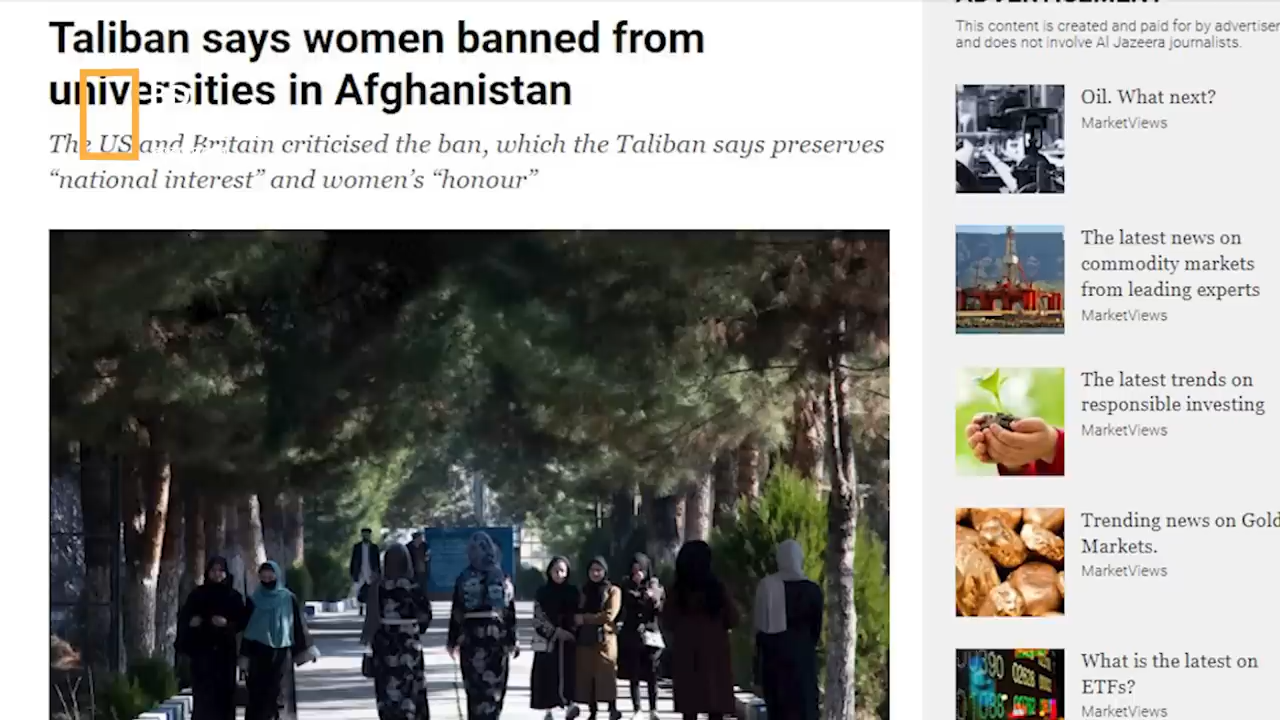 Taliban says women banned from
universities in Afghanistan
The US and Britain criticised the ban, which the Taliban says preserves
“national interest” and women’s “honour”
ADVERTISEMENT
This content is created and paid for by advertiser
and does not involve Al Jazeera journalists.
Oil. What next?
MarketViews
The latest news on
commodity markets
from leading experts
MarketViews
The latest trends on
responsible investing
MarketViews
Trending news on Gold
Markets.
MarketViews
What is the latest on
ETFs?
MarketViews